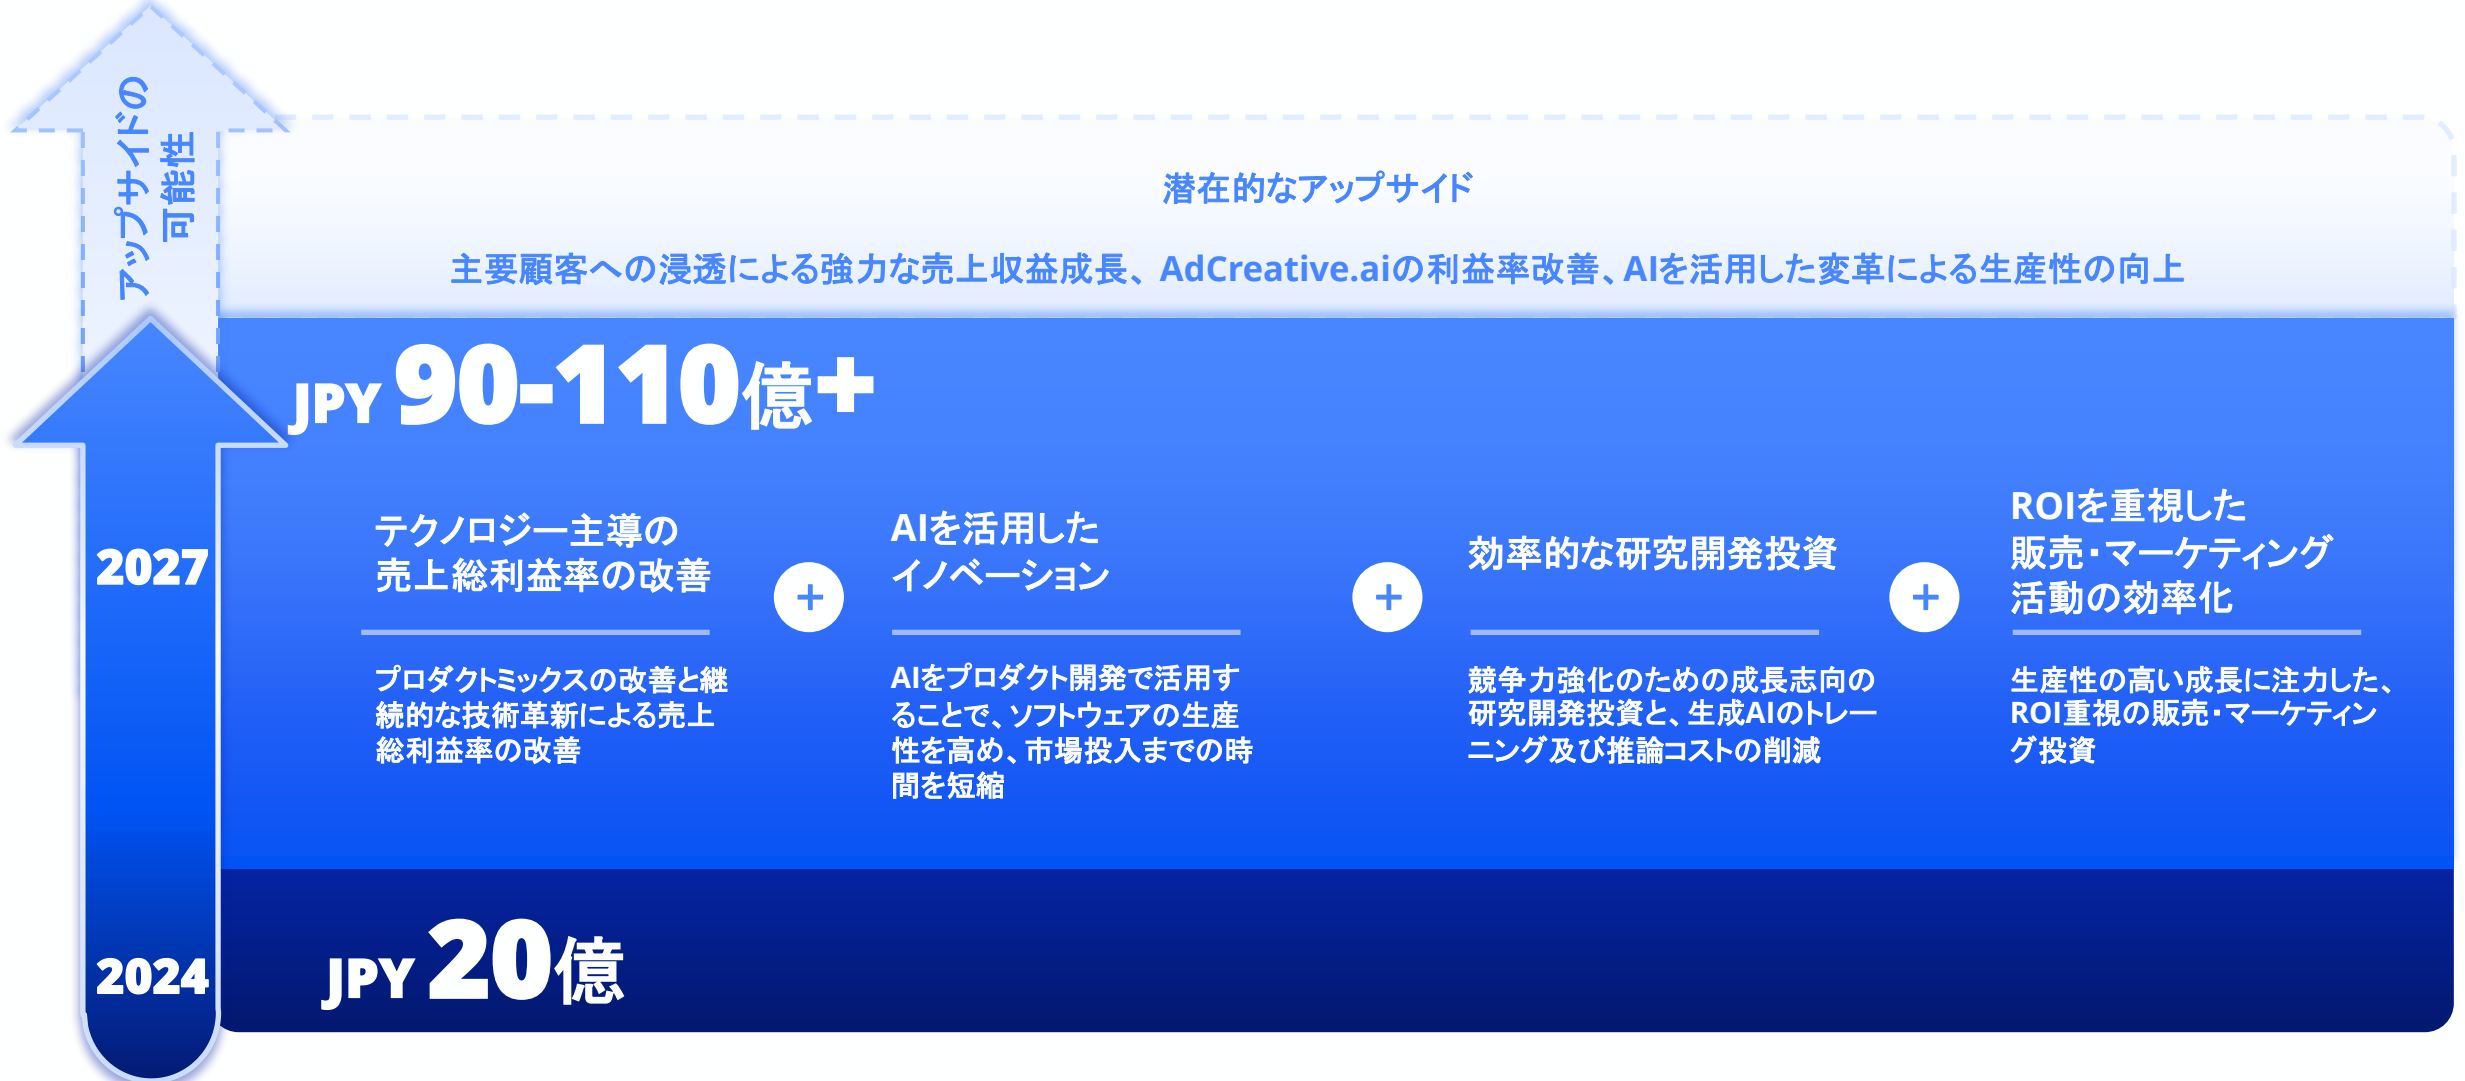 アップサイドの
可能性
潜在的なアップサイド
主要顧客への浸透による強力な売上収益成長、AdCreative.aiの利益率改善、AIを活用した変革による生産性の向上
JPY 90-110億+
2027
テクノロジー主導の
売上総利益率の改善
プロダクトミックスの改善と継
続的な技術革新による売上
総利益率の改善
+
AIを活用した
イノベーション
AIをプロダクト開発で活用す
ることで、ソフトウェアの生産
性を高め、市場投入までの時
間を短縮
+
効率的な研究開発投資
競争力強化のための成長志向の
研究開発投資と、生成AIのトレー
ニング及び推論コストの削減
+
ROIを重視した
販売・マーケティング
活動の効率化
生産性の高い成長に注力した、
ROI重視の販売・マーケティン
グ投資
2024
JPY 20億